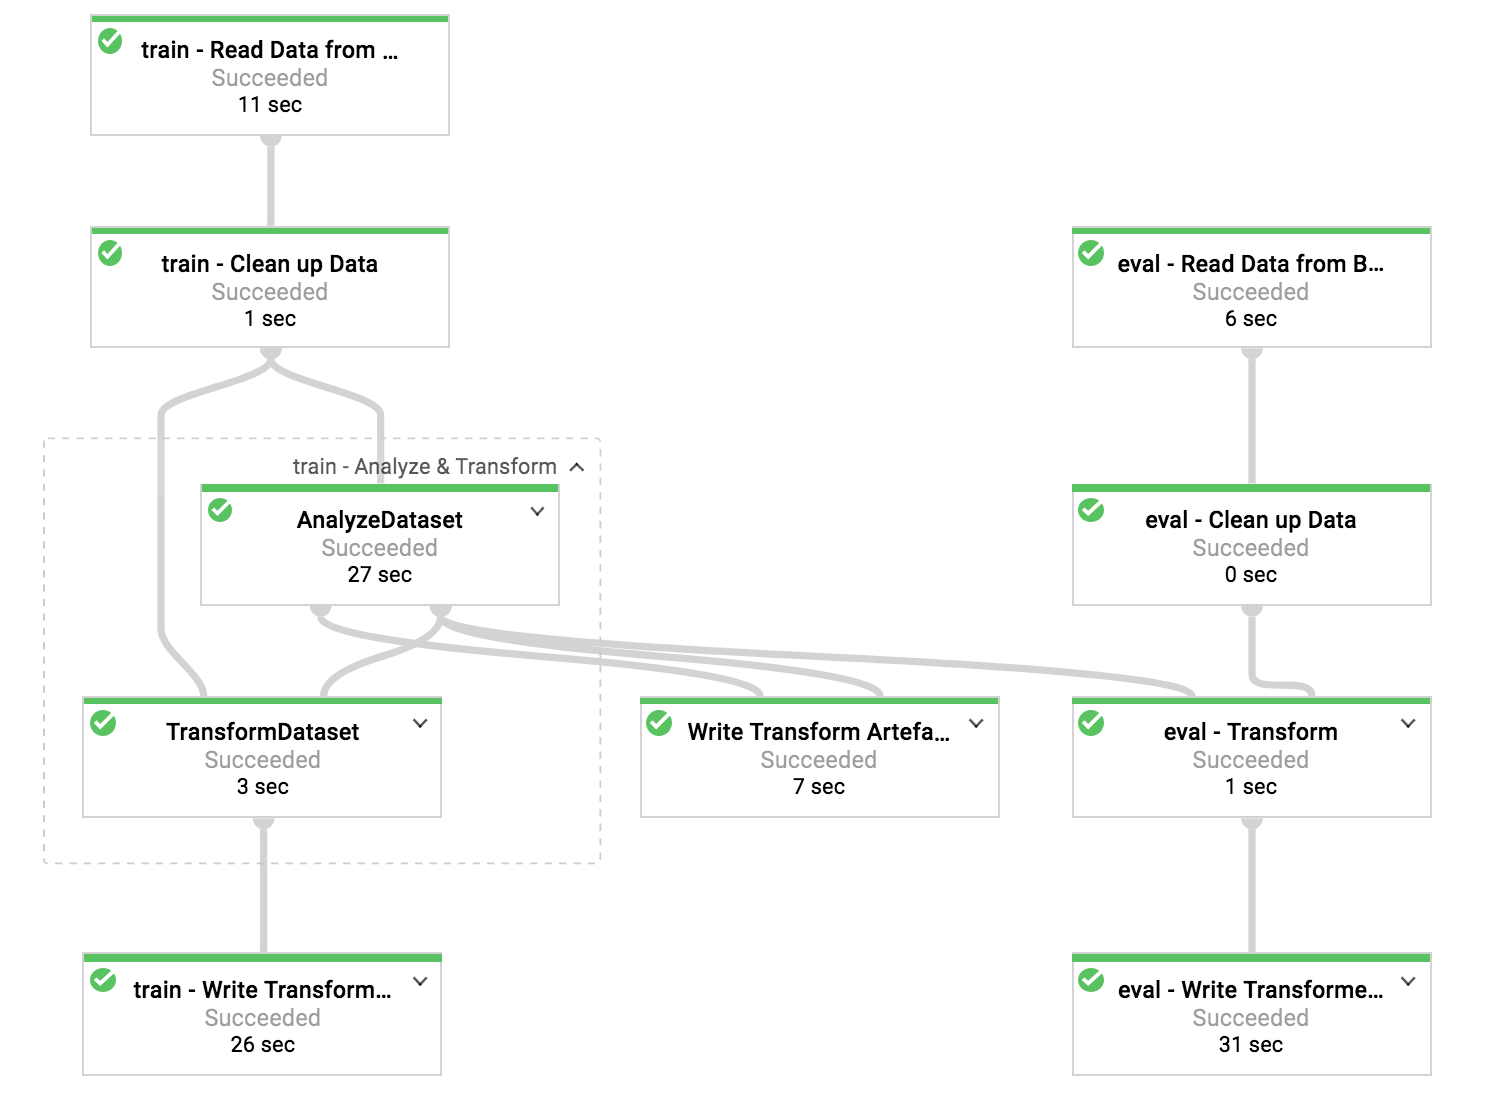 train - Read Data from ...
Succeeded
11 sec
train - Clean up Data
Succeeded
1 sec
eval - Read Data from B...
Succeeded
6 sec
train - Analyze & Transform
AnalyzeDataset
Succeeded
27 sec
eval - Clean up Data
Succeeded
0 sec
TransformDataset
Succeeded
3 sec
Write Transform Artefa...
Succeeded
7 sec
eval - Transform
Succeeded
1 sec
train - Write Transform...
Succeeded
26 sec
eval - Write Transforme...
Succeeded
31 sec